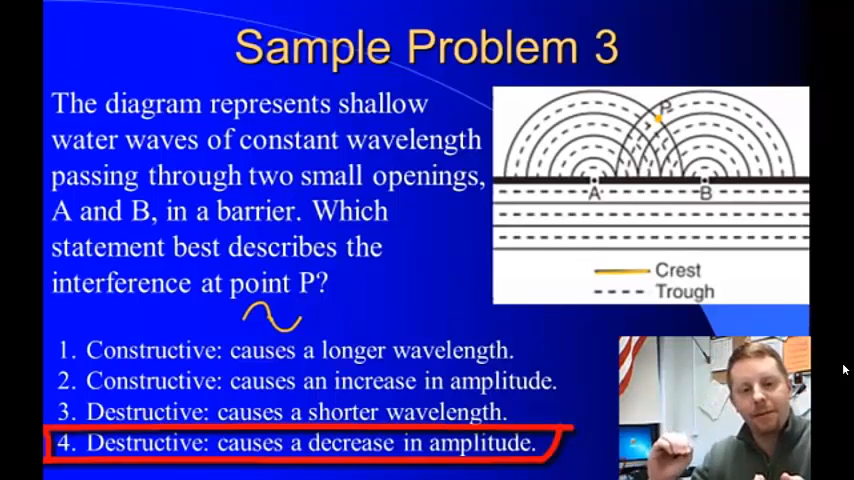 Sample Problem 3
The diagram represents shallow
water waves of constant wavelength
passing through two small openings,
A and B, in a barrier. Which
statement best describes the
interference at point P?
P
A B
Crest
Trough
1. Constructive: causes a longer wavelength.
2. Constructive: causes an increase in amplitude.
3. Destructive: causes a shorter wavelength.
4. Destructive: causes a decrease in amplitude.